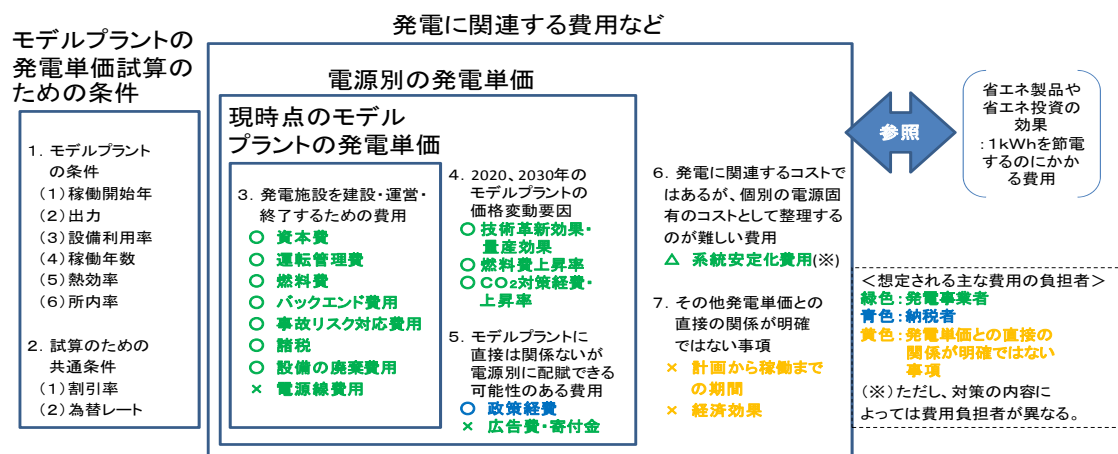 発電に関連する費用など
モデルプラントの
発電単価試算の
ための条件
1. モデルプラント
の条件
(1)稼働開始年
(2)出力
(3)設備利用率
(4)稼働年数
(5)熱効率
(6)所内率
2. 試算のための
共通条件
(1)割引率
(2)為替レート
電源別の発電単価
現時点のモデル
プラントの発電単価
3. 発電施設を建設・運営・
終了するための費用
○ 資本費
○ 運転管理費
○ 燃料費
○ バックエンド費用
○ 事故リスク対応費用
○ 諸税
○ 設備の廃棄費用
× 電源線費用
4. 2020、2030年の
モデルプラントの
価格変動要因
○ 技術革新効果・
量産効果
○ 燃料費上昇率
○ CO2対策経費・
上昇率
5. モデルプラントに
直接は関係ないが
電源別に配賦できる
可能性のある費用
○ 政策経費
× 広告費・寄付金
6. 発電に関連するコストで
はあるが、個別の電源固
有のコストとして整理する
のが難しい費用
△ 系統安定化費用(※)
7. その他発電単価との
直接の関係が明確
ではない事項
× 計画から稼働まで
の期間
× 経済効果
参照
省エネ製品や
省エネ投資の
効果
:1kWhを節電
するのにかか
る費用
<想定される主な費用の負担者>
緑色:発電事業者
青色:納税者
黄色:発電単価との直接の
関係が明確ではない
事項
(※)ただし、対策の内容に
よっては費用負担者が異なる。